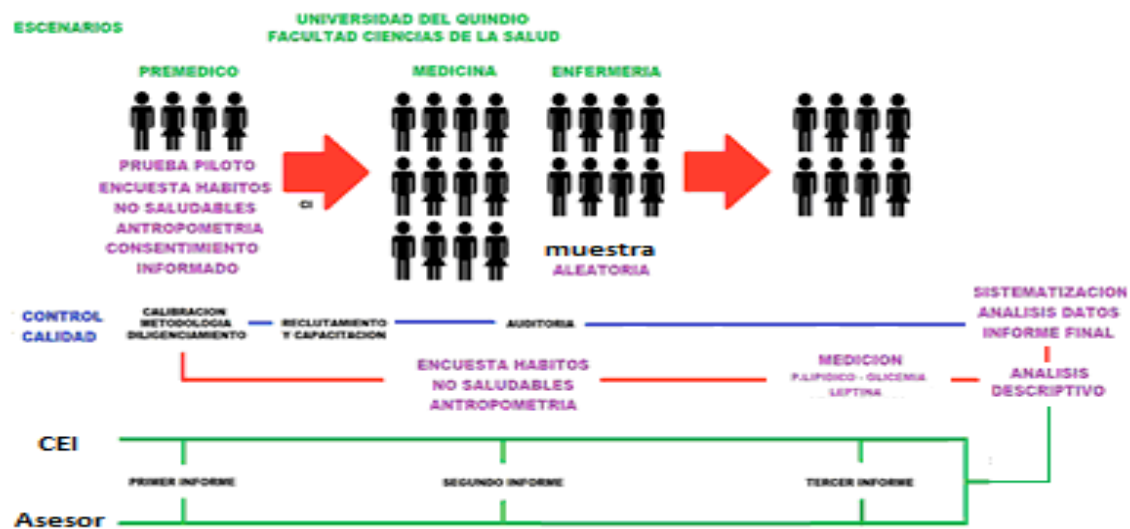 ESCENARIOS
UNIVERSIDAD DEL QUINDIO
FACULTAD CIENCIAS DE LA SALUD
PREMEDICO
MEDICINA
ENFERMERIA
PRUEBA PILOTO
ENCUESTA HABITOS
NO SALUDABLES
ANTROPOMETRIA
CONSENTIMIENTO
INFORMADO
CI
muestra
ALEATORIA
CONTROL
CALIDAD
CALIBRACION
METODOLOGIA
DILIGENCIAMIENTO
RECLUTAMIENTO
Y CAPACITACION
AUDITORIA
SISTEMATIZACION
ANALISIS DATOS
INFORME FINAL
ENCUESTA HABITOS
NO SALUDABLES
ANTROPOMETRIA
MEDICION
P.LIPIDICO - GLICEMIA
LEPTINA
ANALISIS
DESCRIPTIVO
CEI
PRIMER INFORME
SEGUNDO INFORME
TERCER INFORME
Asesor